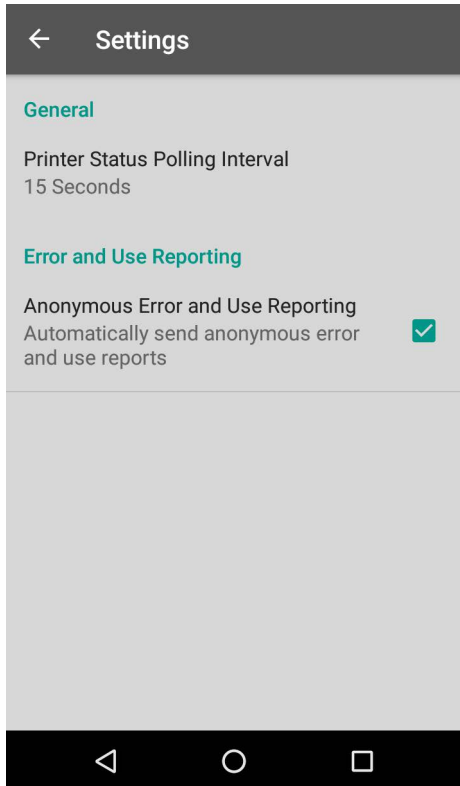 Settings
General
Printer Status Polling Interval
15 Seconds
Error and Use Reporting
Anonymous Error and Use Reporting
Automatically send anonymous error
and use reports